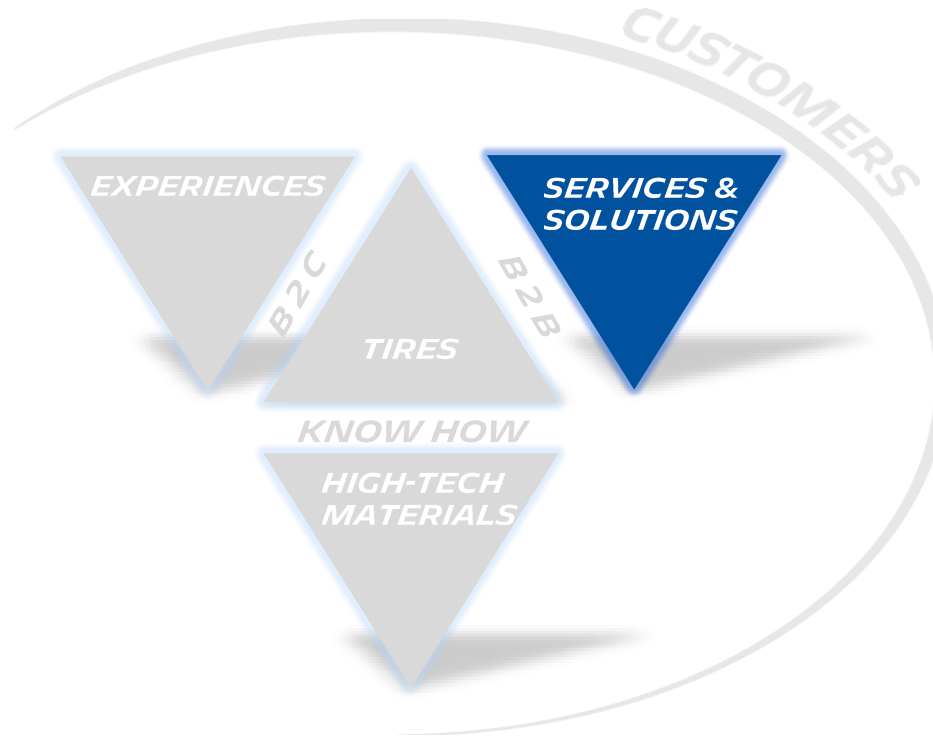 CUSTOMERS
EXPERIENCES
SERVICES &
SOLUTIONS
B2C
B2B
TIRES
KNOW HOW
HIGH-TECH
MATERIALS